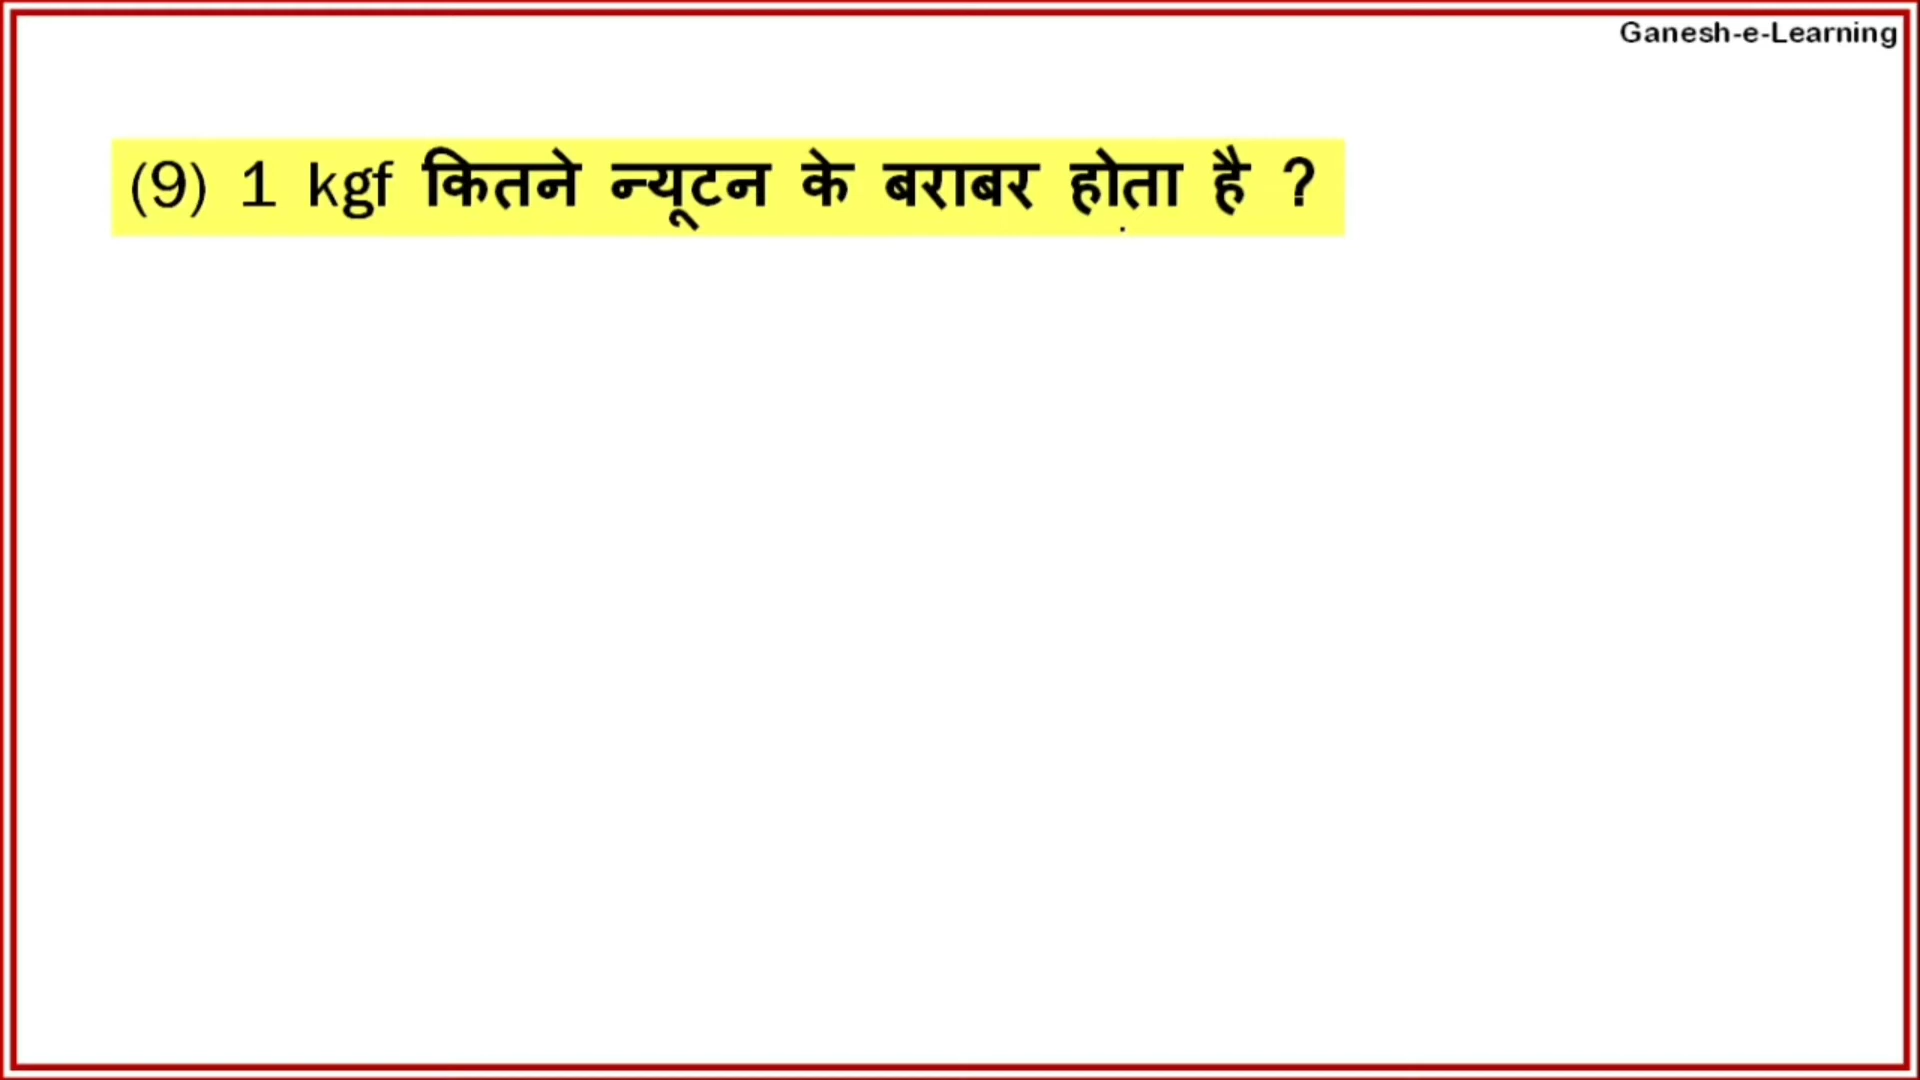 Ganesh-e-Learning
(9) 1 kgf कितने न्यूटन के बराबर होता है ?